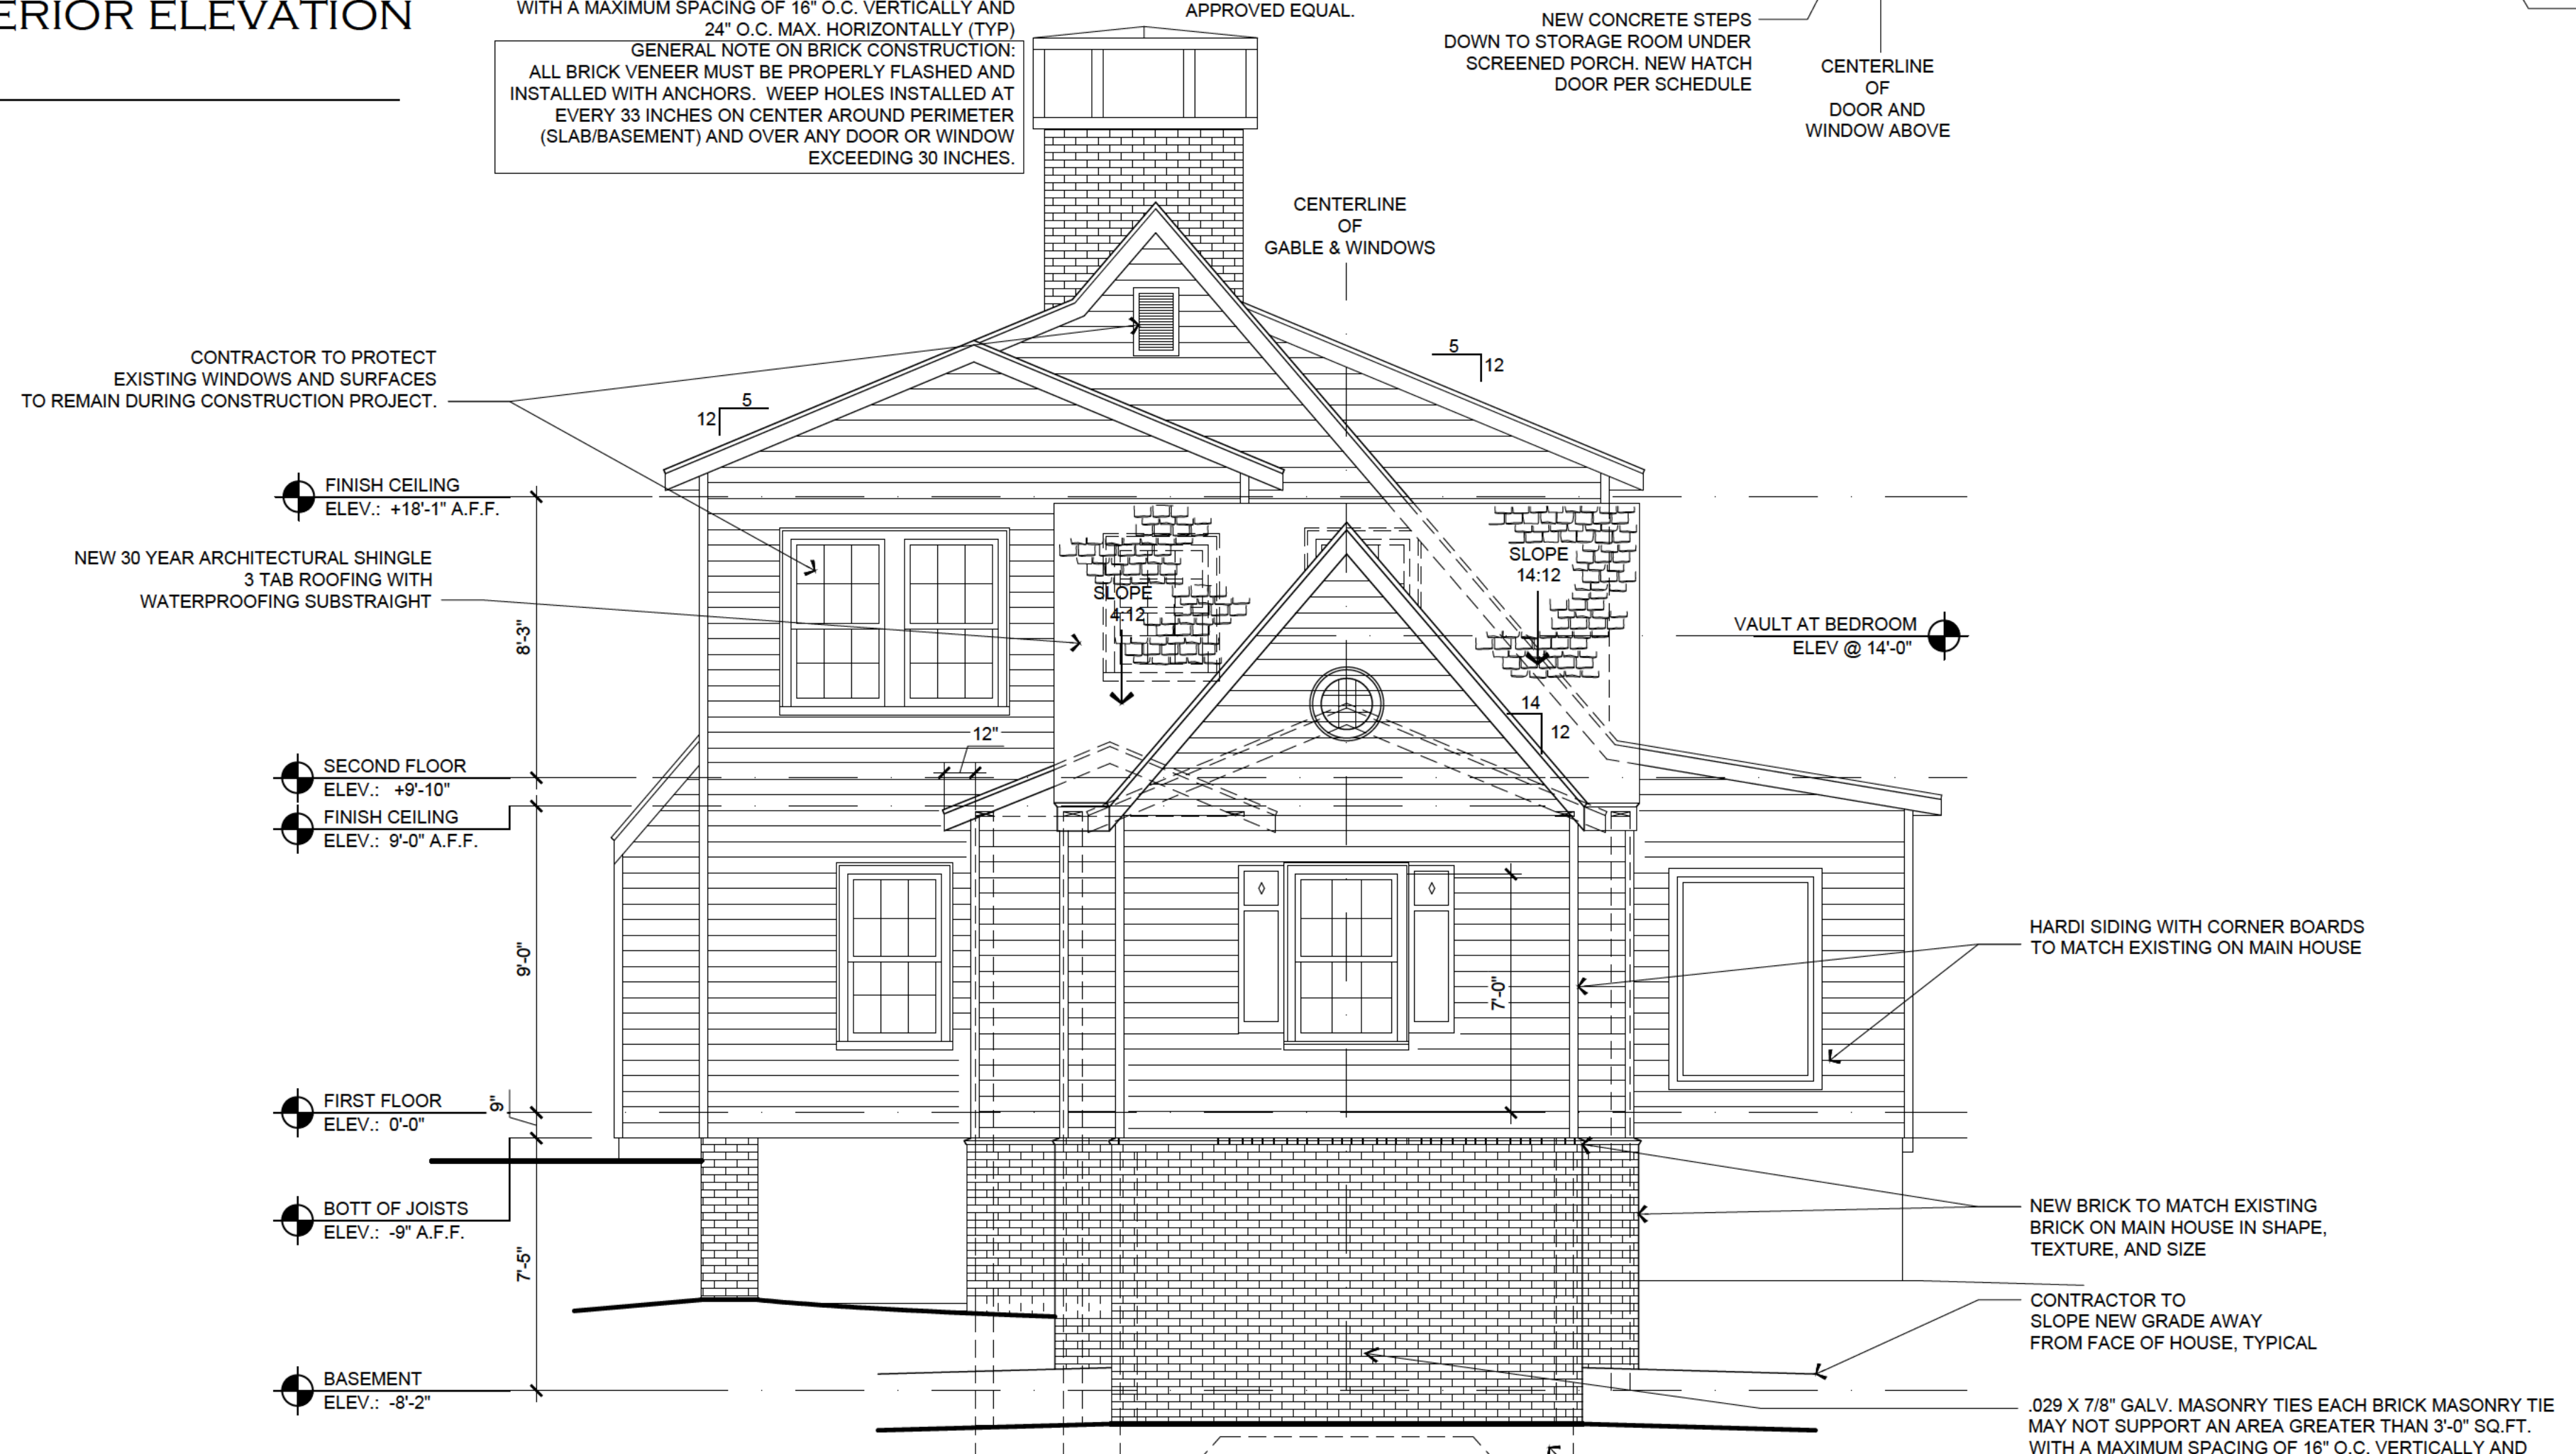 ERIOR ELEVATION
WITH A MAXIMUM SPACING OF 16" O.C. VERTICALLY AND
24" O.C. MAX. HORIZONTALLY (TYP)
GENERAL NOTE ON BRICK CONSTRUCTION:
ALL BRICK VENEER MUST BE PROPERLY FLASHED AND
INSTALLED WITH ANCHORS. WEEP HOLES INSTALLED AT
EVERY 33 INCHES ON CENTER AROUND PERIMETER
(SLAB/BASEMENT) AND OVER ANY DOOR OR WINDOW
EXCEEDING 30 INCHES.
APPROVED EQUAL.
NEW CONCRETE STEPS
DOWN TO STORAGE ROOM UNDER
SCREENED PORCH. NEW HATCH
DOOR PER SCHEDULE
CENTERLINE
OF
DOOR AND
WINDOW ABOVE
CENTERLINE
OF
GABLE & WINDOWS
CONTRACTOR TO PROTECT
EXISTING WINDOWS AND SURFACES
TO REMAIN DURING CONSTRUCTION PROJECT.
5
12
5
12
FINISH CEILING
ELEV.: +18'-1" A.F.F.
NEW 30 YEAR ARCHITECTURAL SHINGLE
3 TAB ROOFING WITH
WATERPROOFING SUBSTRAIGHT
8'-3"
SLOPE
4:12
SLOPE
14:12
VAULT AT BEDROOM
ELEV @ 14'-0"
14
12
12"
SECOND FLOOR
ELEV.: +9'-10"
FINISH CEILING
ELEV.: 9'-0" A.F.F.
9'-0"
7'-0"
HARDI SIDING WITH CORNER BOARDS
TO MATCH EXISTING ON MAIN HOUSE
FIRST FLOOR
ELEV.: 0'-0"
9"
BOTT OF JOISTS
ELEV.: -9" A.F.F.
7'-5"
NEW BRICK TO MATCH EXISTING
BRICK ON MAIN HOUSE IN SHAPE,
TEXTURE, AND SIZE
CONTRACTOR TO
SLOPE NEW GRADE AWAY
FROM FACE OF HOUSE, TYPICAL
BASEMENT
ELEV.: -8'-2"
.029 X 7/8" GALV. MASONRY TIES EACH BRICK MASONRY TIE
MAY NOT SUPPORT AN AREA GREATER THAN 3'-0" SQ.FT.
WITH A MAXIMUM SPACING OF 16" O.C. VERTICALLY AND